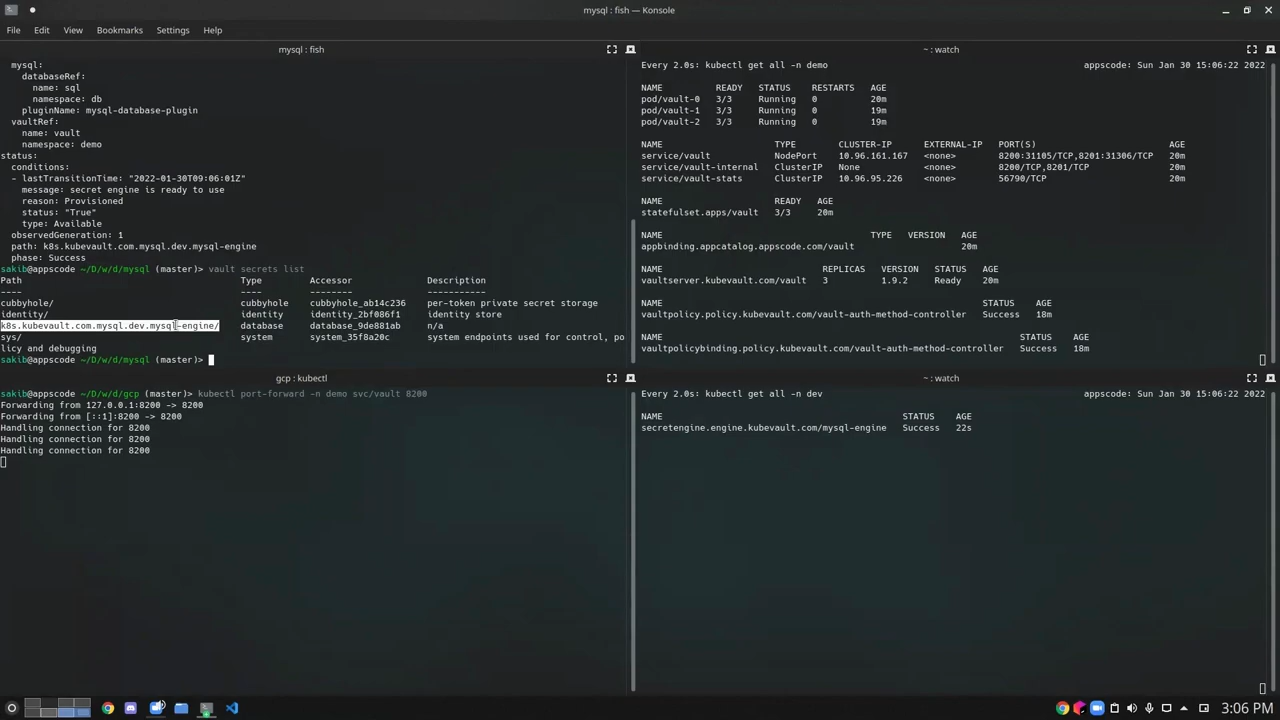 mysql : fish — Konsole
File Edit View Bookmarks Settings Help
mysql : fish
mysql:
databaseRef:
name: sql
namespace: db
pluginName: mysql-database-plugin
vaultRef:
name: vault
namespace: demo
status:
conditions:
- lastTransitionTime: "2022-01-30T09:06:01Z"
message: secret engine is ready to use
reason: Provisioned
status: "True"
type: Available
observedGeneration: 1
path: k8s.kubevault.com.mysql.dev.mysql-engine
phase: Success
sakib@appscode ~/D/w/d/mysql (master)> vault secrets list
Path Type Accessor Description
---- ---- -------- -----------
cubbyhole/ cubbyhole cubbyhole_ab14c236 per-token private secret storage
identity/ identity identity_2bf086f1 identity store
k8s.kubevault.com.mysql.dev.mysql-engine/ database database_9de881ab n/a
sys/ system system_35f8a20c system endpoints used for control, po
licy and debugging
sakib@appscode ~/D/w/d/mysql (master)>
~ : watch
Every 2.0s: kubectl get all -n demo appscode: Sun Jan 30 15:06:22 2022
NAME READY STATUS RESTARTS AGE
pod/vault-0 3/3 Running 0 20m
pod/vault-1 3/3 Running 0 19m
pod/vault-2 3/3 Running 0 19m
NAME TYPE CLUSTER-IP EXTERNAL-IP PORT(S) AGE
service/vault NodePort 10.96.161.167 <none> 8200:31105/TCP,8201:31306/TCP 20m
service/vault-internal ClusterIP None <none> 8200/TCP,8201/TCP 20m
service/vault-stats ClusterIP 10.96.95.226 <none> 56790/TCP 20m
NAME READY AGE
statefulset.apps/vault 3/3 20m
NAME TYPE VERSION AGE
appbinding.appcatalog.appscode.com/vault 20m
NAME REPLICAS VERSION STATUS AGE
vaultserver.kubevault.com/vault 3 1.9.2 Ready 20m
NAME STATUS AGE
vaultpolicy.policy.kubevault.com/vault-auth-method-controller Success 18m
NAME STATUS AGE
vaultpolicybinding.policy.kubevault.com/vault-auth-method-controller Success 18m
gcp : kubectl
sakib@appscode ~/D/w/d/gcp (master)> kubectl port-forward -n demo svc/vault 8200
Forwarding from 127.0.0.1:8200 -> 8200
Forwarding from [::1]:8200 -> 8200
Handling connection for 8200
Handling connection for 8200
Handling connection for 8200
~ : watch
Every 2.0s: kubectl get all -n dev appscode: Sun Jan 30 15:06:22 2022
NAME STATUS AGE
secretengine.engine.kubevault.com/mysql-engine Success 22s
3:06 PM